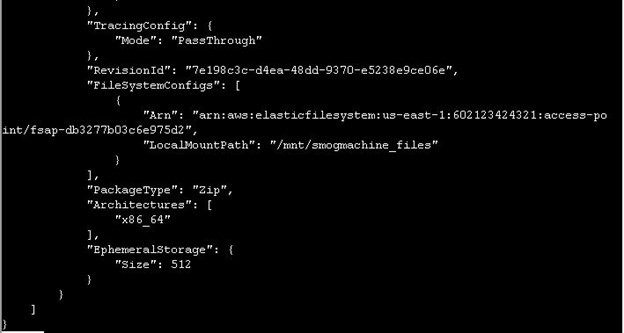 },
        "TracingConfig": {
            "Mode": "PassThrough"
        },
        "RevisionId": "7e198c3c-d4ea-48dd-9370-e5238e9ce06e",
        "FileSystemConfigs": [
            {
                "Arn": "arn:aws:elasticfilesystem:us-east-1:602123424321:access-po
int/fsap-db3277b03c6e975d2",
                "LocalMountPath": "/mnt/smogmachine_files"
            }
        ],
        "PackageType": "Zip",
        "Architectures": [
            "x86_64"
        ],
        "EphemeralStorage": {
            "Size": 512
        }
    }
    ]
}